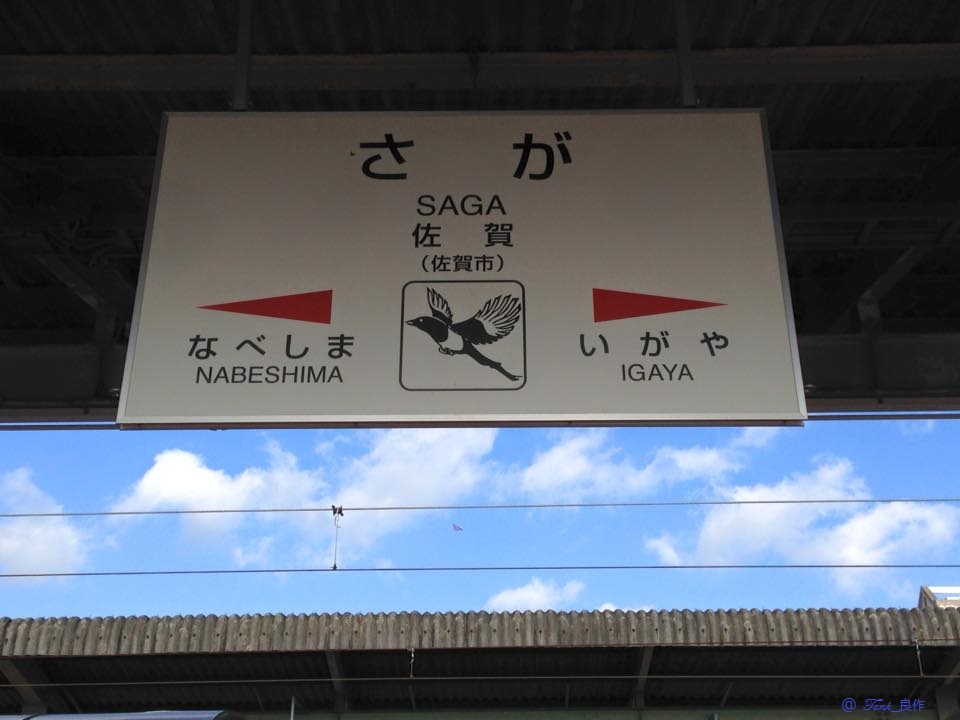 さが
SAGA
佐賀
(佐賀市)
なべしま
NABESHIMA
いがや
IGAYA
@ Tank_良作